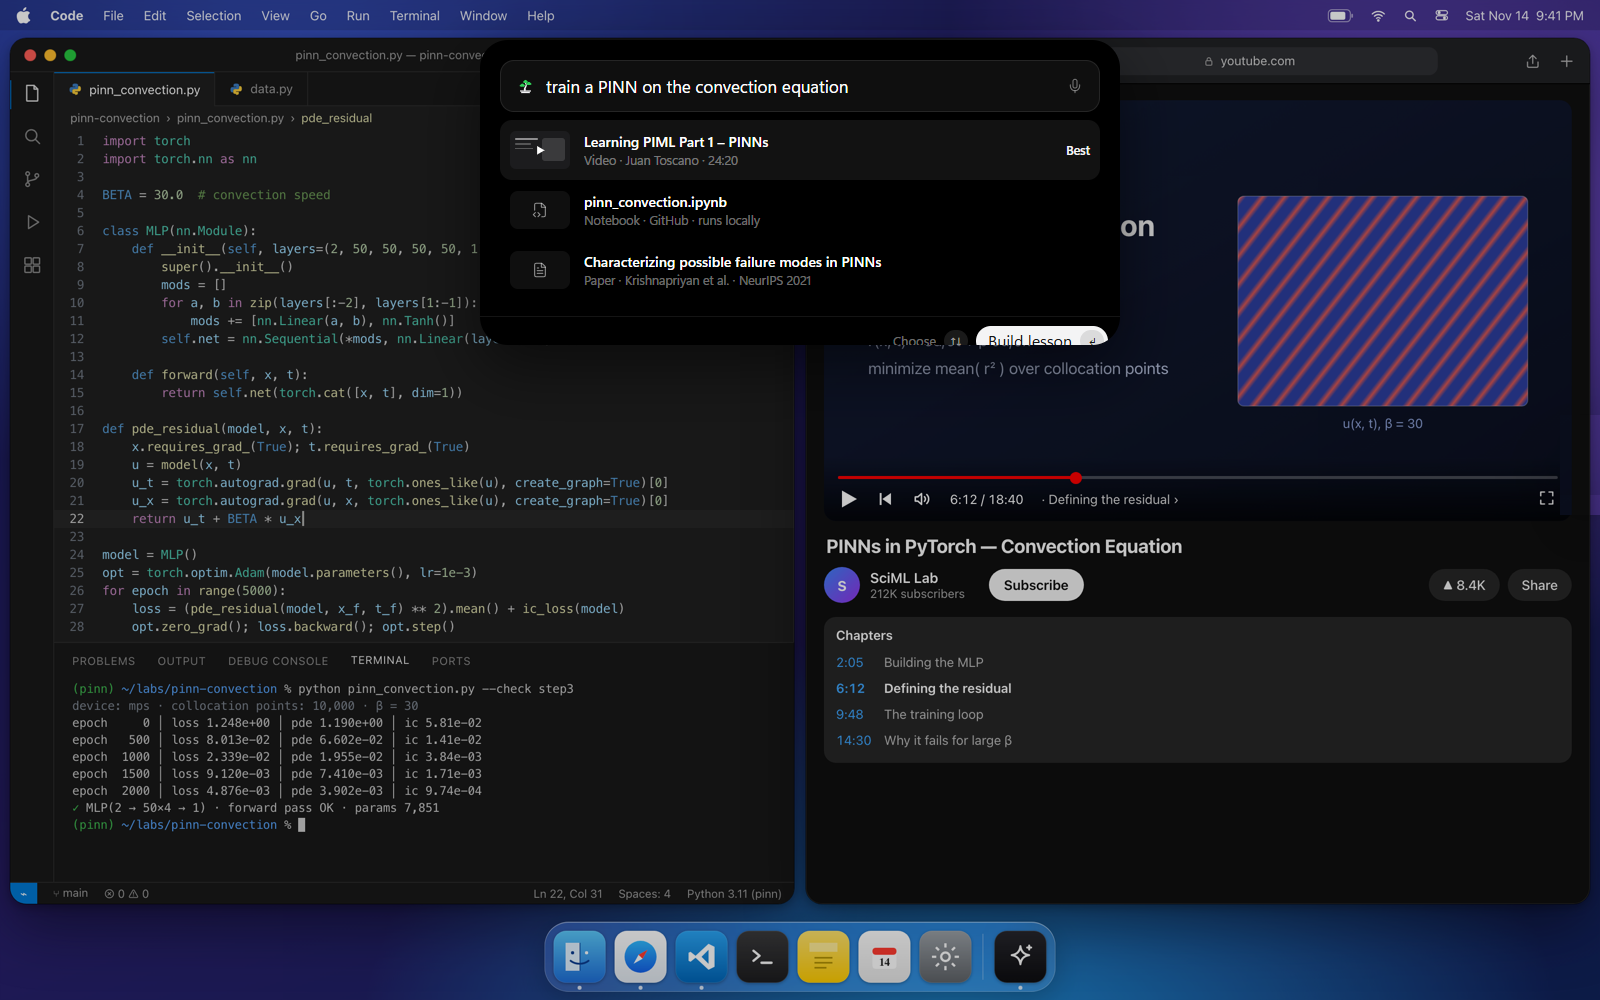 Code File Edit Selection View Go Run Terminal Window Help
Sat Nov 14 9:41 PM
pinn_convection.py — pinn-conve
youtube.com
train a PINN on the convection equation
Learning PIML Part 1 – PINNs
Video · Juan Toscano · 24:20
Best
pinn_convection.ipynb
Notebook · GitHub · runs locally
Characterizing possible failure modes in PINNs
Paper · Krishnapriyan et al. · NeurIPS 2021
Choose
Build lesson
pinn_convection.py
data.py
pinn-convection › pinn_convection.py › pde_residual
1 import torch
2 import torch.nn as nn
3
4 BETA = 30.0 # convection speed
5
6 class MLP(nn.Module):
7 def __init__(self, layers=(2, 50, 50, 50, 50, 1
8 super().__init__()
9 mods = []
10 for a, b in zip(layers[:-2], layers[1:-1]):
11 mods += [nn.Linear(a, b), nn.Tanh()]
12 self.net = nn.Sequential(*mods, nn.Linear(lay
13
14 def forward(self, x, t):
15 return self.net(torch.cat([x, t], dim=1))
16
17 def pde_residual(model, x, t):
18 x.requires_grad_(True); t.requires_grad_(True)
19 u = model(x, t)
20 u_t = torch.autograd.grad(u, t, torch.ones_like(u), create_graph=True)[0]
21 u_x = torch.autograd.grad(u, x, torch.ones_like(u), create_graph=True)[0]
22 return u_t + BETA * u_x
23
24 model = MLP()
25 opt = torch.optim.Adam(model.parameters(), lr=1e-3)
26 for epoch in range(5000):
27 loss = (pde_residual(model, x_f, t_f) ** 2).mean() + ic_loss(model)
28 opt.zero_grad(); loss.backward(); opt.step()
PROBLEMS OUTPUT DEBUG CONSOLE TERMINAL PORTS
(pinn) ~/labs/pinn-convection % python pinn_convection.py --check step3
device: mps · collocation points: 10,000 · β = 30
epoch 0 | loss 1.248e+00 | pde 1.190e+00 | ic 5.81e-02
epoch 500 | loss 8.013e-02 | pde 6.602e-02 | ic 1.41e-02
epoch 1000 | loss 2.339e-02 | pde 1.955e-02 | ic 3.84e-03
epoch 1500 | loss 9.120e-03 | pde 7.410e-03 | ic 1.71e-03
epoch 2000 | loss 4.876e-03 | pde 3.902e-03 | ic 9.74e-04
✓ MLP(2 → 50×4 → 1) · forward pass OK · params 7,851
(pinn) ~/labs/pinn-convection %
main 0 0 Ln 22, Col 31 Spaces: 4 Python 3.11 (pinn)
on
minimize mean( r² ) over collocation points
u(x, t), β = 30
6:12 / 18:40 · Defining the residual ›
PINNs in PyTorch — Convection Equation
S
SciML Lab
212K subscribers
Subscribe
8.4K
Share
Chapters
2:05 Building the MLP
6:12 Defining the residual
9:48 The training loop
14:30 Why it fails for large β
14